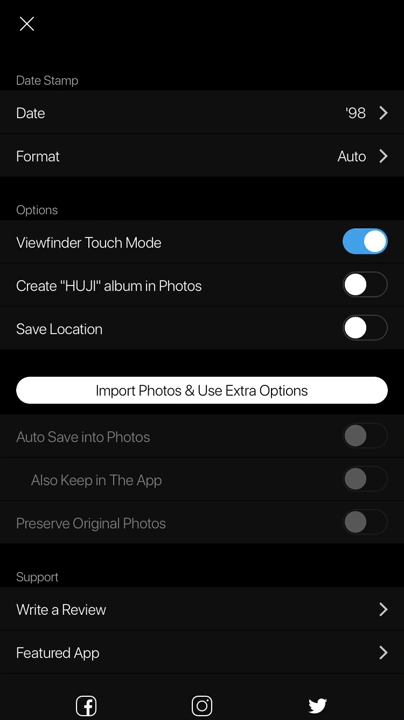 Date Stamp
Date '98
Format Auto
Options
Viewfinder Touch Mode
Create "HUJI" album in Photos
Save Location
Import Photos & Use Extra Options
Auto Save into Photos
Also Keep in The App
Preserve Original Photos
Support
Write a Review
Featured App